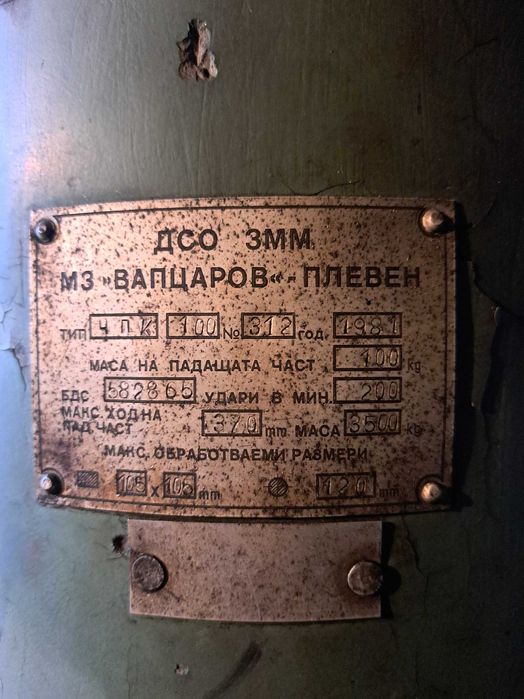 ДСО ЗММ
МЗ „ВАПЦАРОВ“ - ПЛЕВЕН
ТИП ЧПК 100 № 312 ГОД. 1981
МАСА НА ПАДАЩАТА ЧАСТ 100 kg
БДС 582865 УДАРИ В МИН. 200
МАКС. ХОД НА ПАД. ЧАСТ 370 mm МАСА 3500 kg
МАКС. ОБРАБОТВАЕМИ РАЗМЕРИ
105 x 105 mm 120 mm